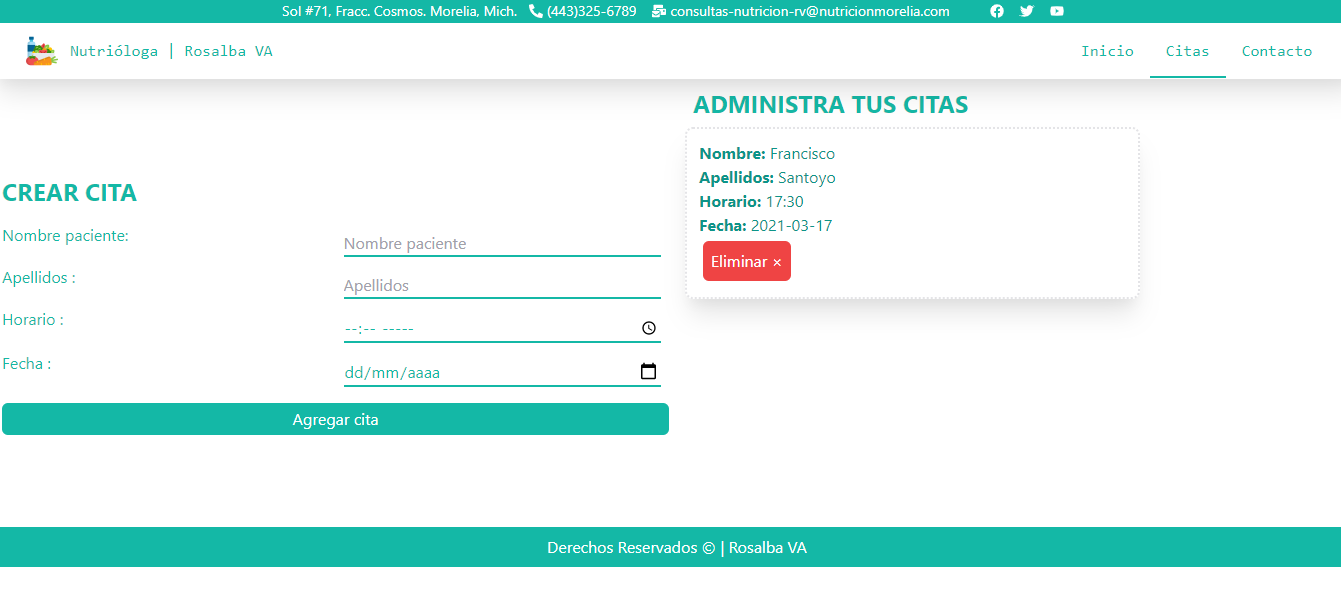 Sol #71, Fracc. Cosmos. Morelia, Mich. (443)325-6789 consultas-nutricion-rv@nutricionmorelia.com
Nutrióloga | Rosalba VA Inicio Citas Contacto
CREAR CITA
Nombre paciente: Nombre paciente
Apellidos : Apellidos
Horario : --:-- -----
Fecha : dd/mm/aaaa
Agregar cita
ADMINISTRA TUS CITAS
Nombre: Francisco
Apellidos: Santoyo
Horario: 17:30
Fecha: 2021-03-17
Eliminar ×
Derechos Reservados © | Rosalba VA